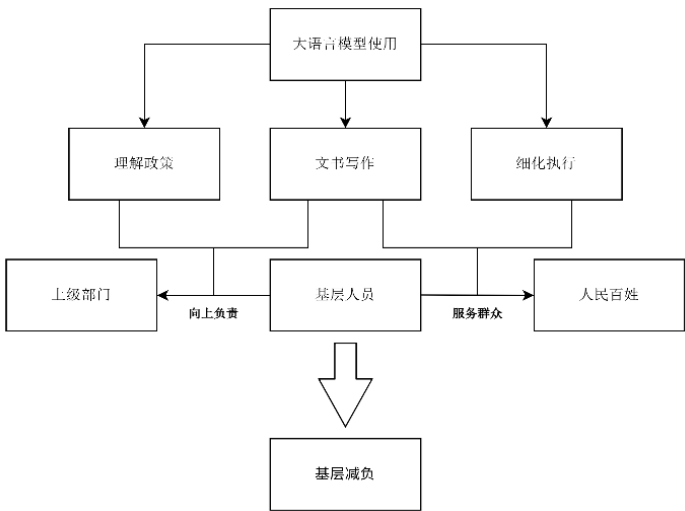 大语言模型使用
理解政策
文书写作
细化执行
上级部门
向上负责
基层人员
服务群众
人民百姓
基层减负